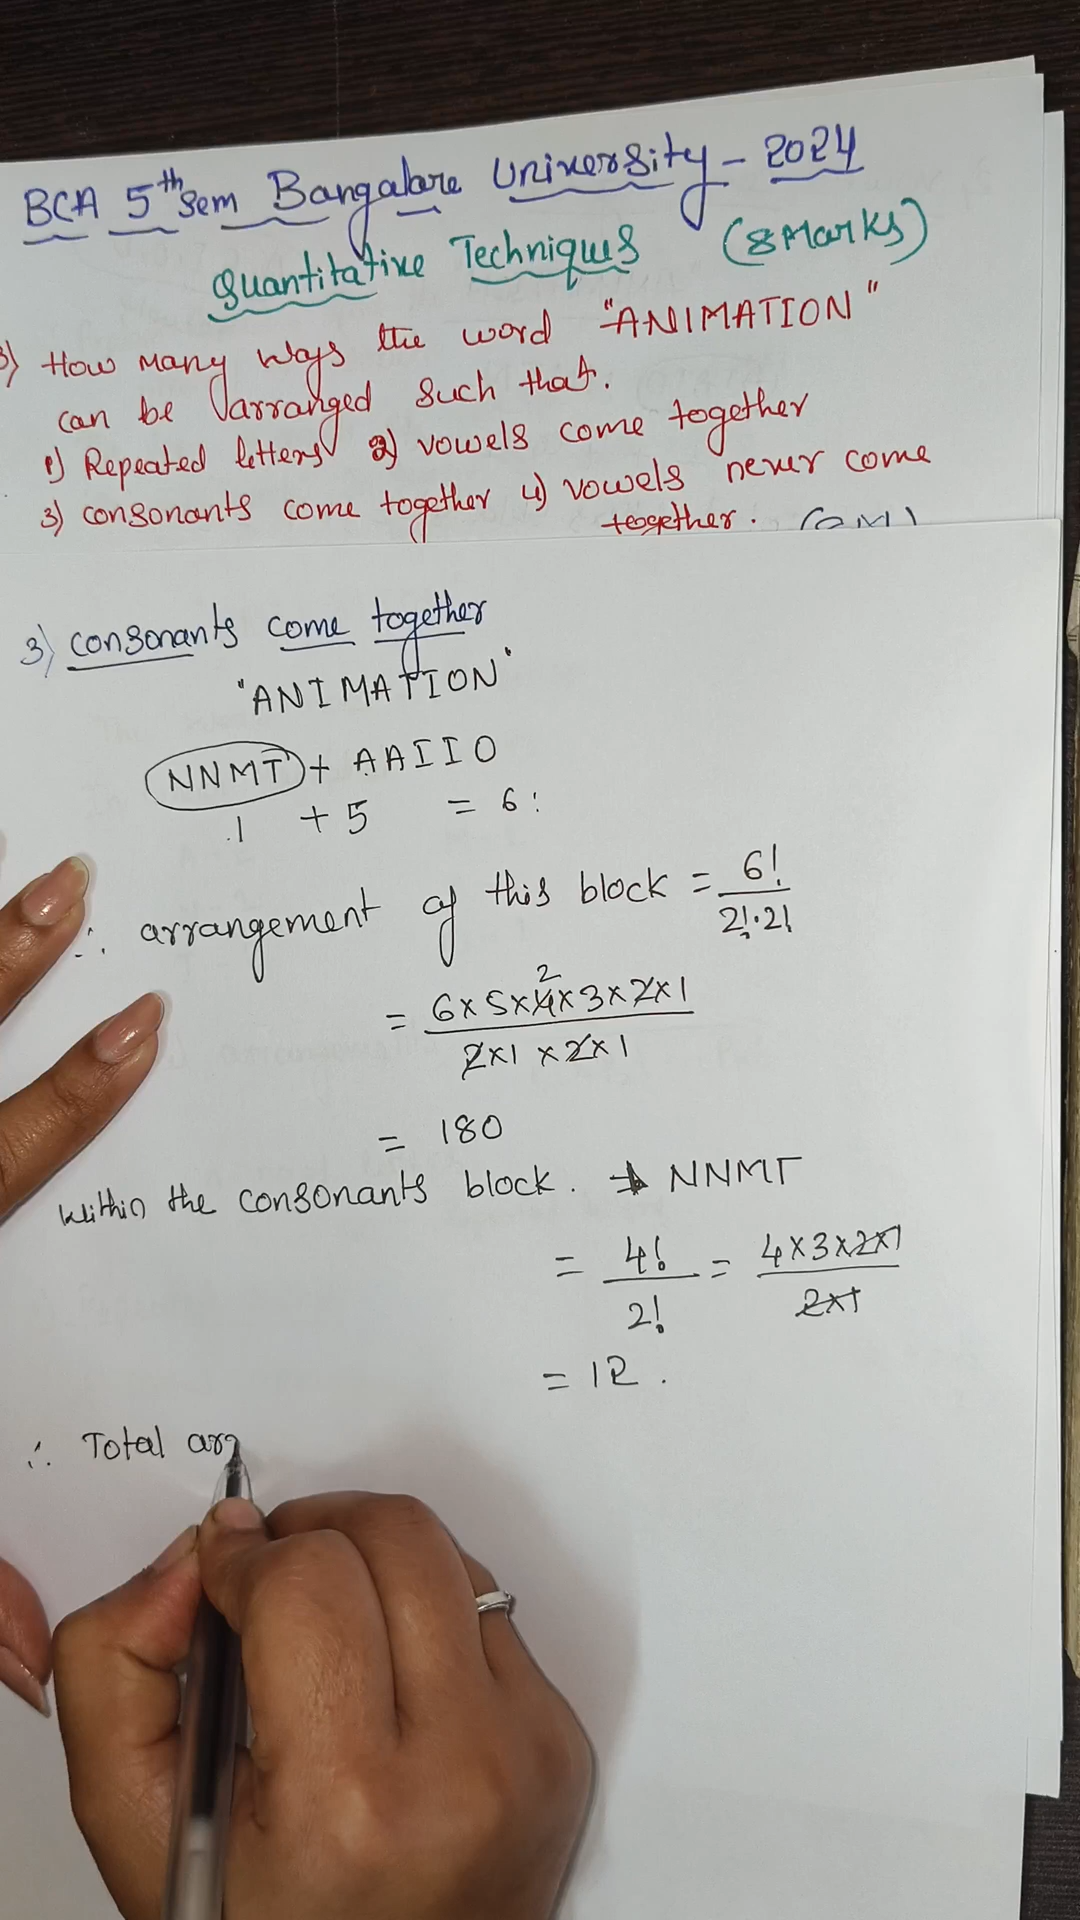 BCA 5th Sem Bangalore University - 2024
Quantitative Techniques (8 Marks)
3) How many ways the word "ANIMATION"
can be arranged such that.
1) Repeated letters 2) vowels come together
3) consonants come together 4) vowels never come
together.
3) consonants come together
"ANIMATION"
NNMT + AAIIO
1 + 5 = 6!
∴ arrangement of this block = 6! / 2!·2!
= 6×5×4×3×2×1 / 2×1 × 2×1
2
= 180
within the consonants block. → NNMT
= 4! / 2! = 4×3×2×1 / 2×1
= 12.
∴ Total arr